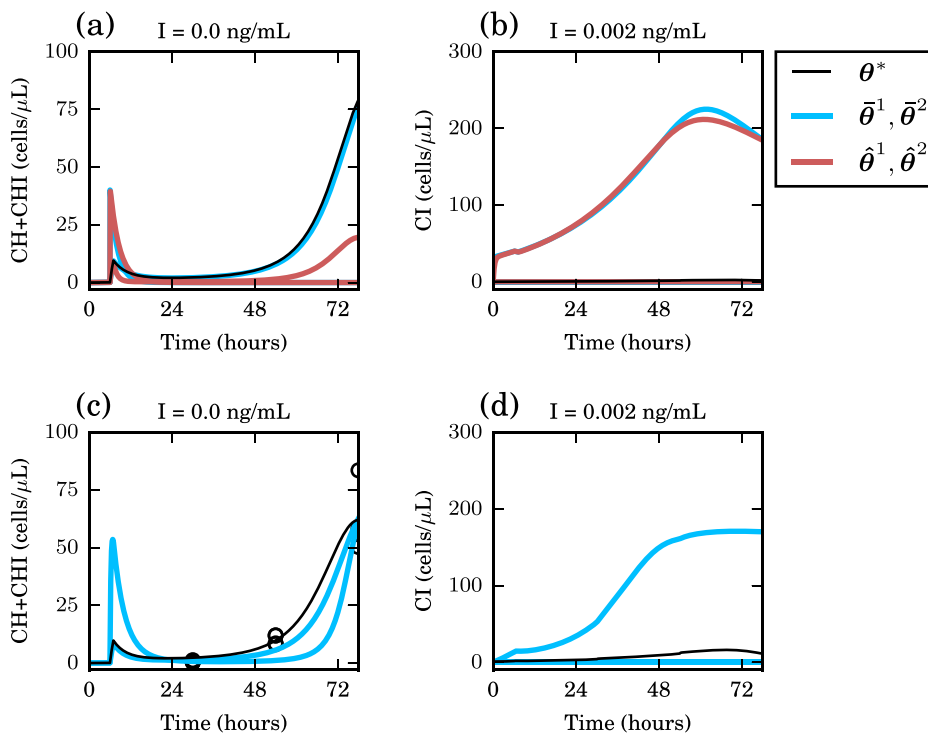 (a)
I = 0.0 ng/mL
CH+CHI (cells/μL)
100
75
50
25
0
0 24 48 72
Time (hours)
(b)
I = 0.002 ng/mL
CI (cells/μL)
300
200
100
0
0 24 48 72
Time (hours)
θ*
θ̄¹, θ̄²
θ̂¹, θ̂²
(c)
I = 0.0 ng/mL
CH+CHI (cells/μL)
100
75
50
25
0
0 24 48 72
Time (hours)
(d)
I = 0.002 ng/mL
CI (cells/μL)
300
200
100
0
0 24 48 72
Time (hours)